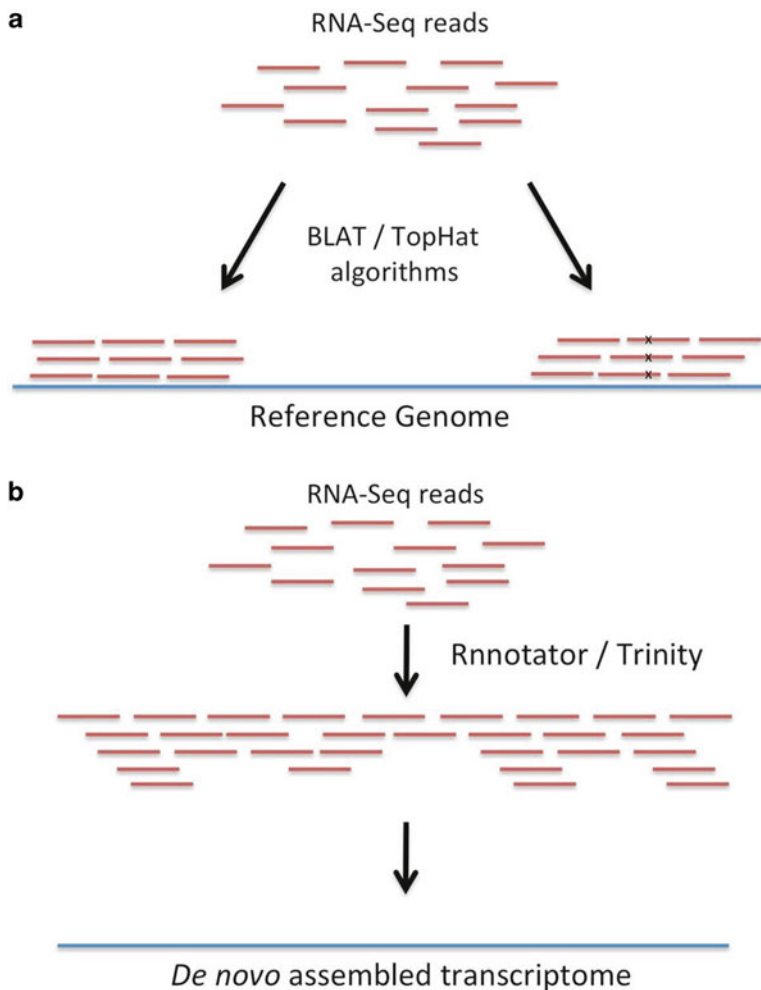 a
RNA-Seq reads
BLAT / TopHat
algorithms
x
x
x
Reference Genome
b
RNA-Seq reads
Rnnotator / Trinity
De novo assembled transcriptome